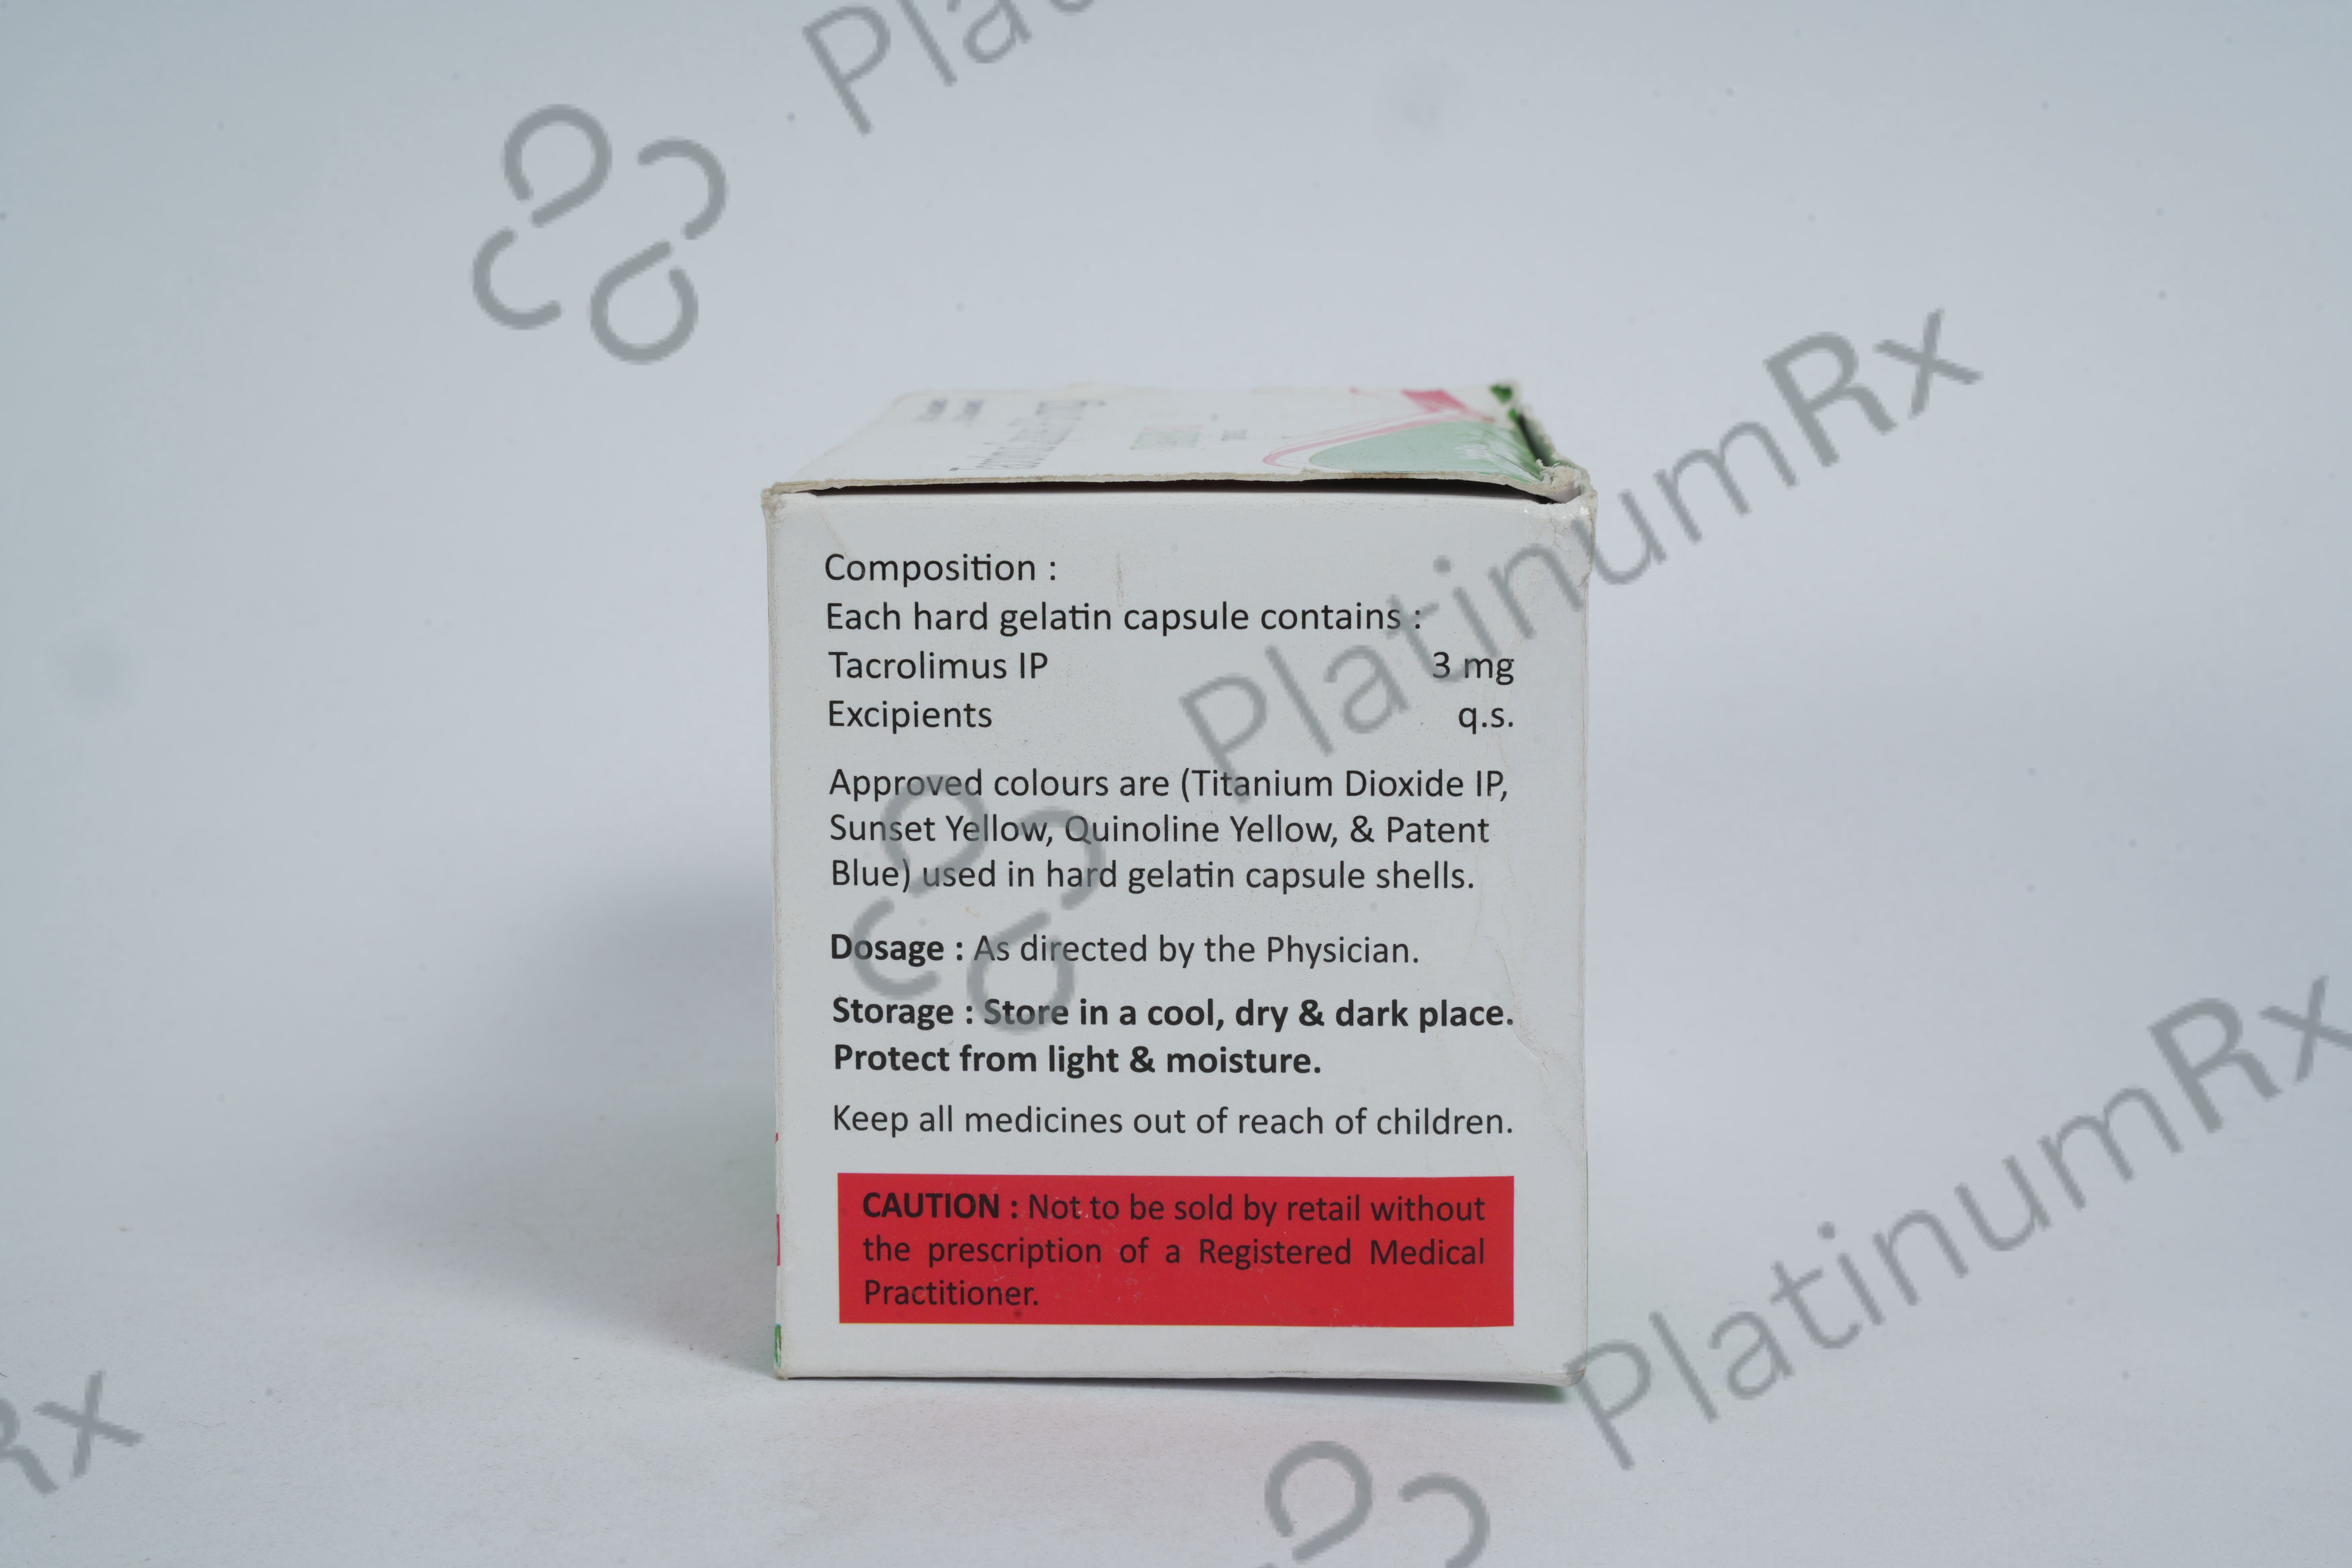 Composition :
Each hard gelatin capsule contains :
Tacrolimus IP 3 mg
Excipients q.s.
Approved colours are (Titanium Dioxide IP,
Sunset Yellow, Quinoline Yellow, & Patent
Blue) used in hard gelatin capsule shells.
Dosage : As directed by the Physician.
Storage : Store in a cool, dry & dark place.
Protect from light & moisture.
Keep all medicines out of reach of children.
CAUTION : Not to be sold by retail without
the prescription of a Registered Medical
Practitioner.
Pla
PlatinumRx
PlatinumRx
Rx